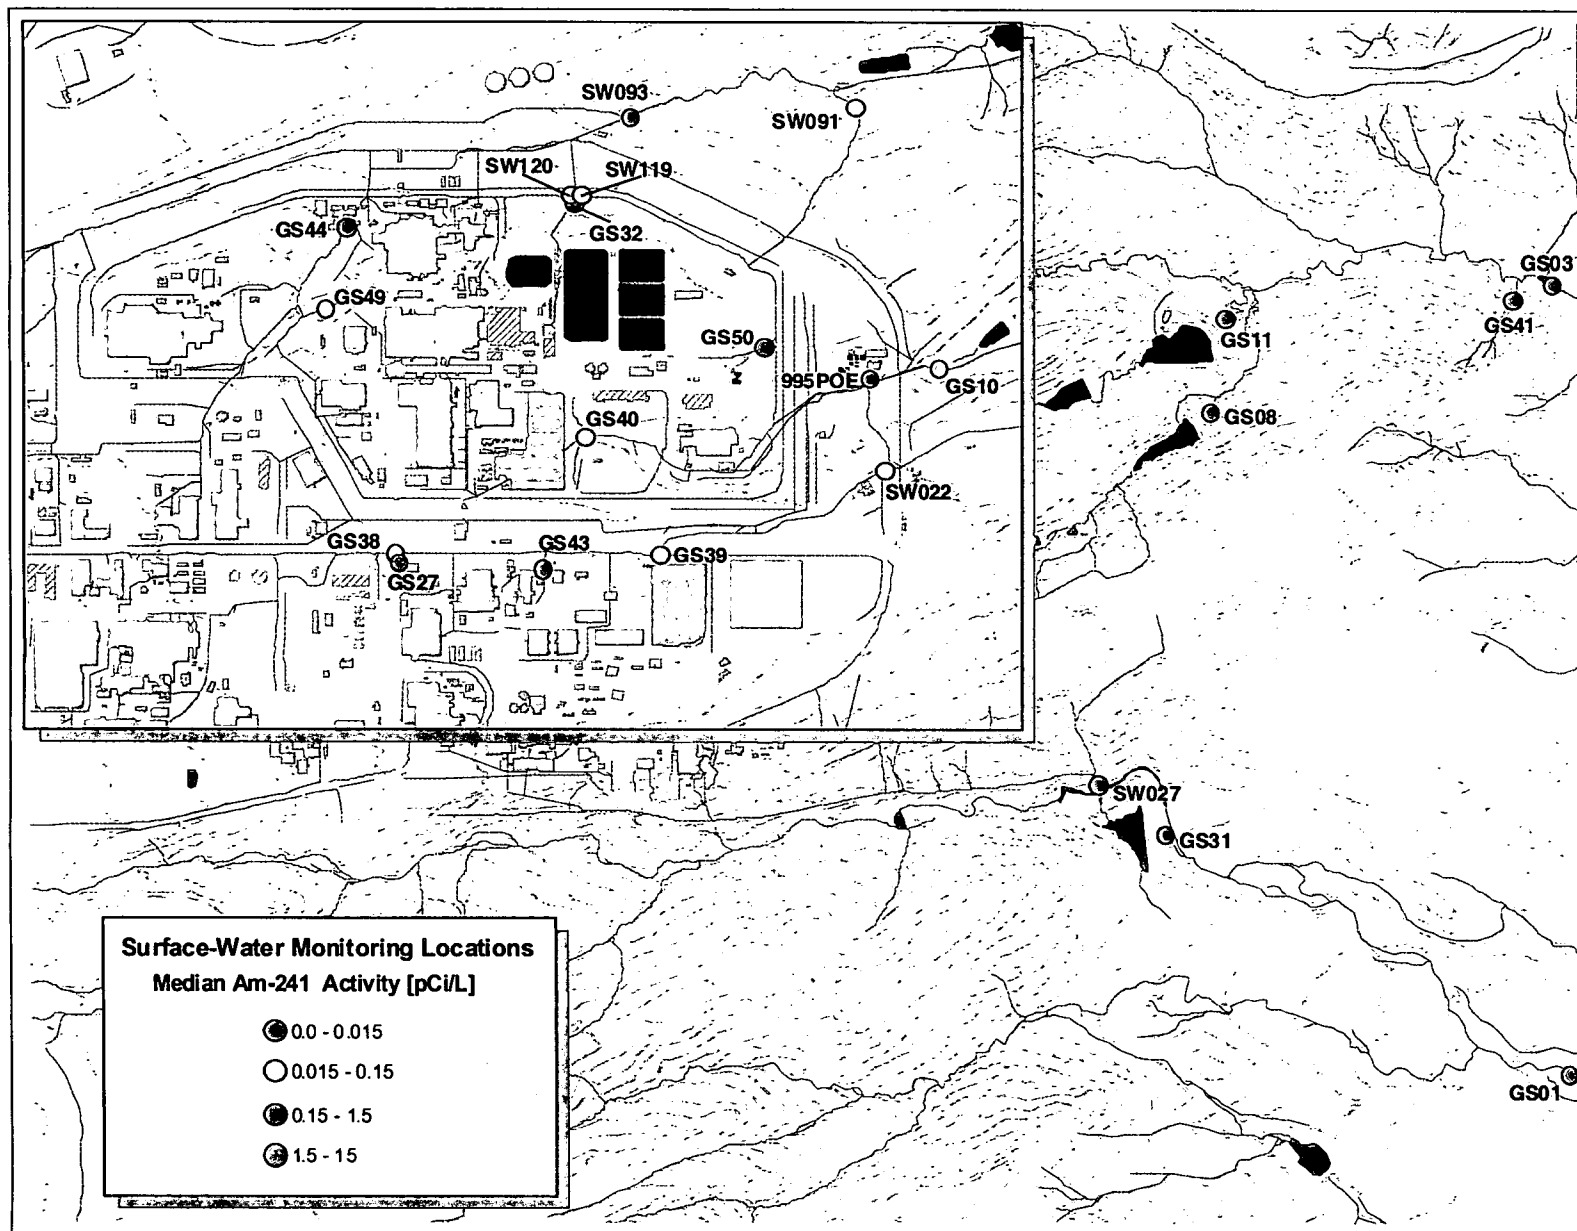 SW093
SW091
SW120
SW119
GS44
GS32
GS49
GS03
GS41
GS11
GS50
995POE
GS10
GS08
GS40
SW022
GS38
GS43
GS39
GS27
SW027
GS31
Surface-Water Monitoring Locations
Median Am-241 Activity [pCi/L]
0.0 - 0.015
0.015 - 0.15
0.15 - 1.5
1.5 - 15
GS01